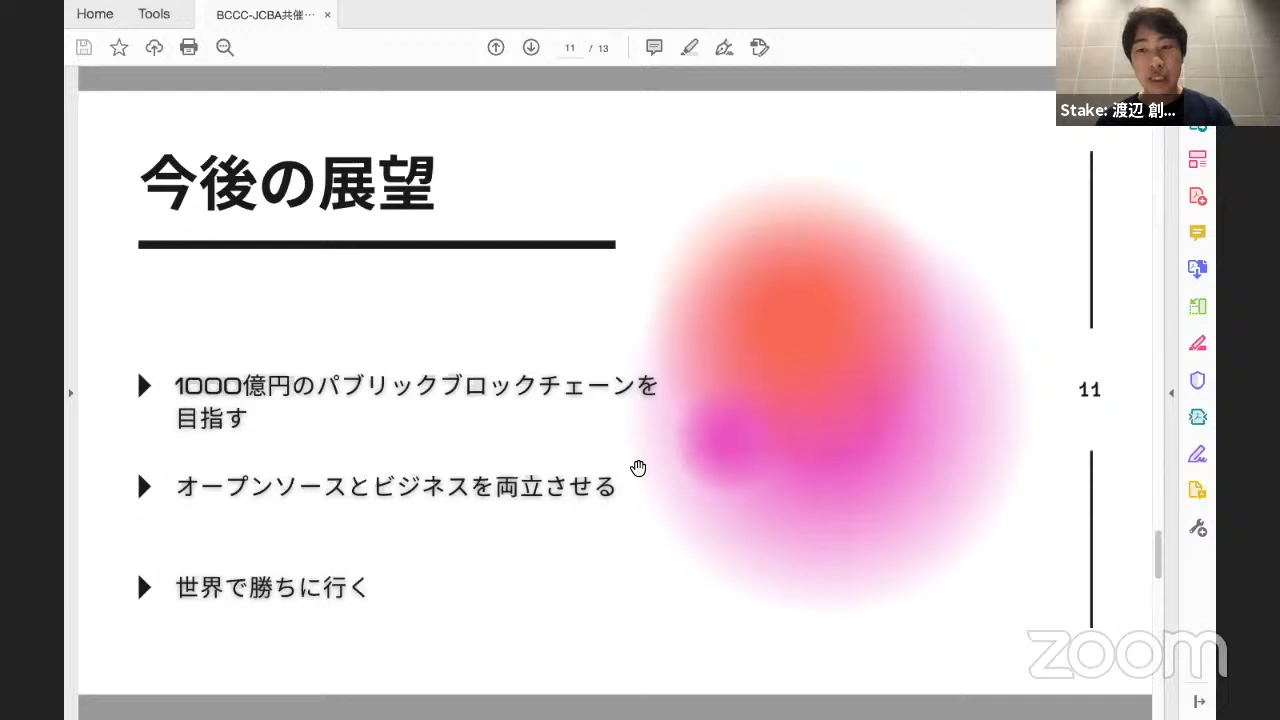 Home Tools BCCC-JCBA共催… ×
11 / 13
Stake: 渡辺 創...
今後の展望
1000億円のパブリックブロックチェーンを
目指す
11
オープンソースとビジネスを両立させる
世界で勝ちに行く
zoom